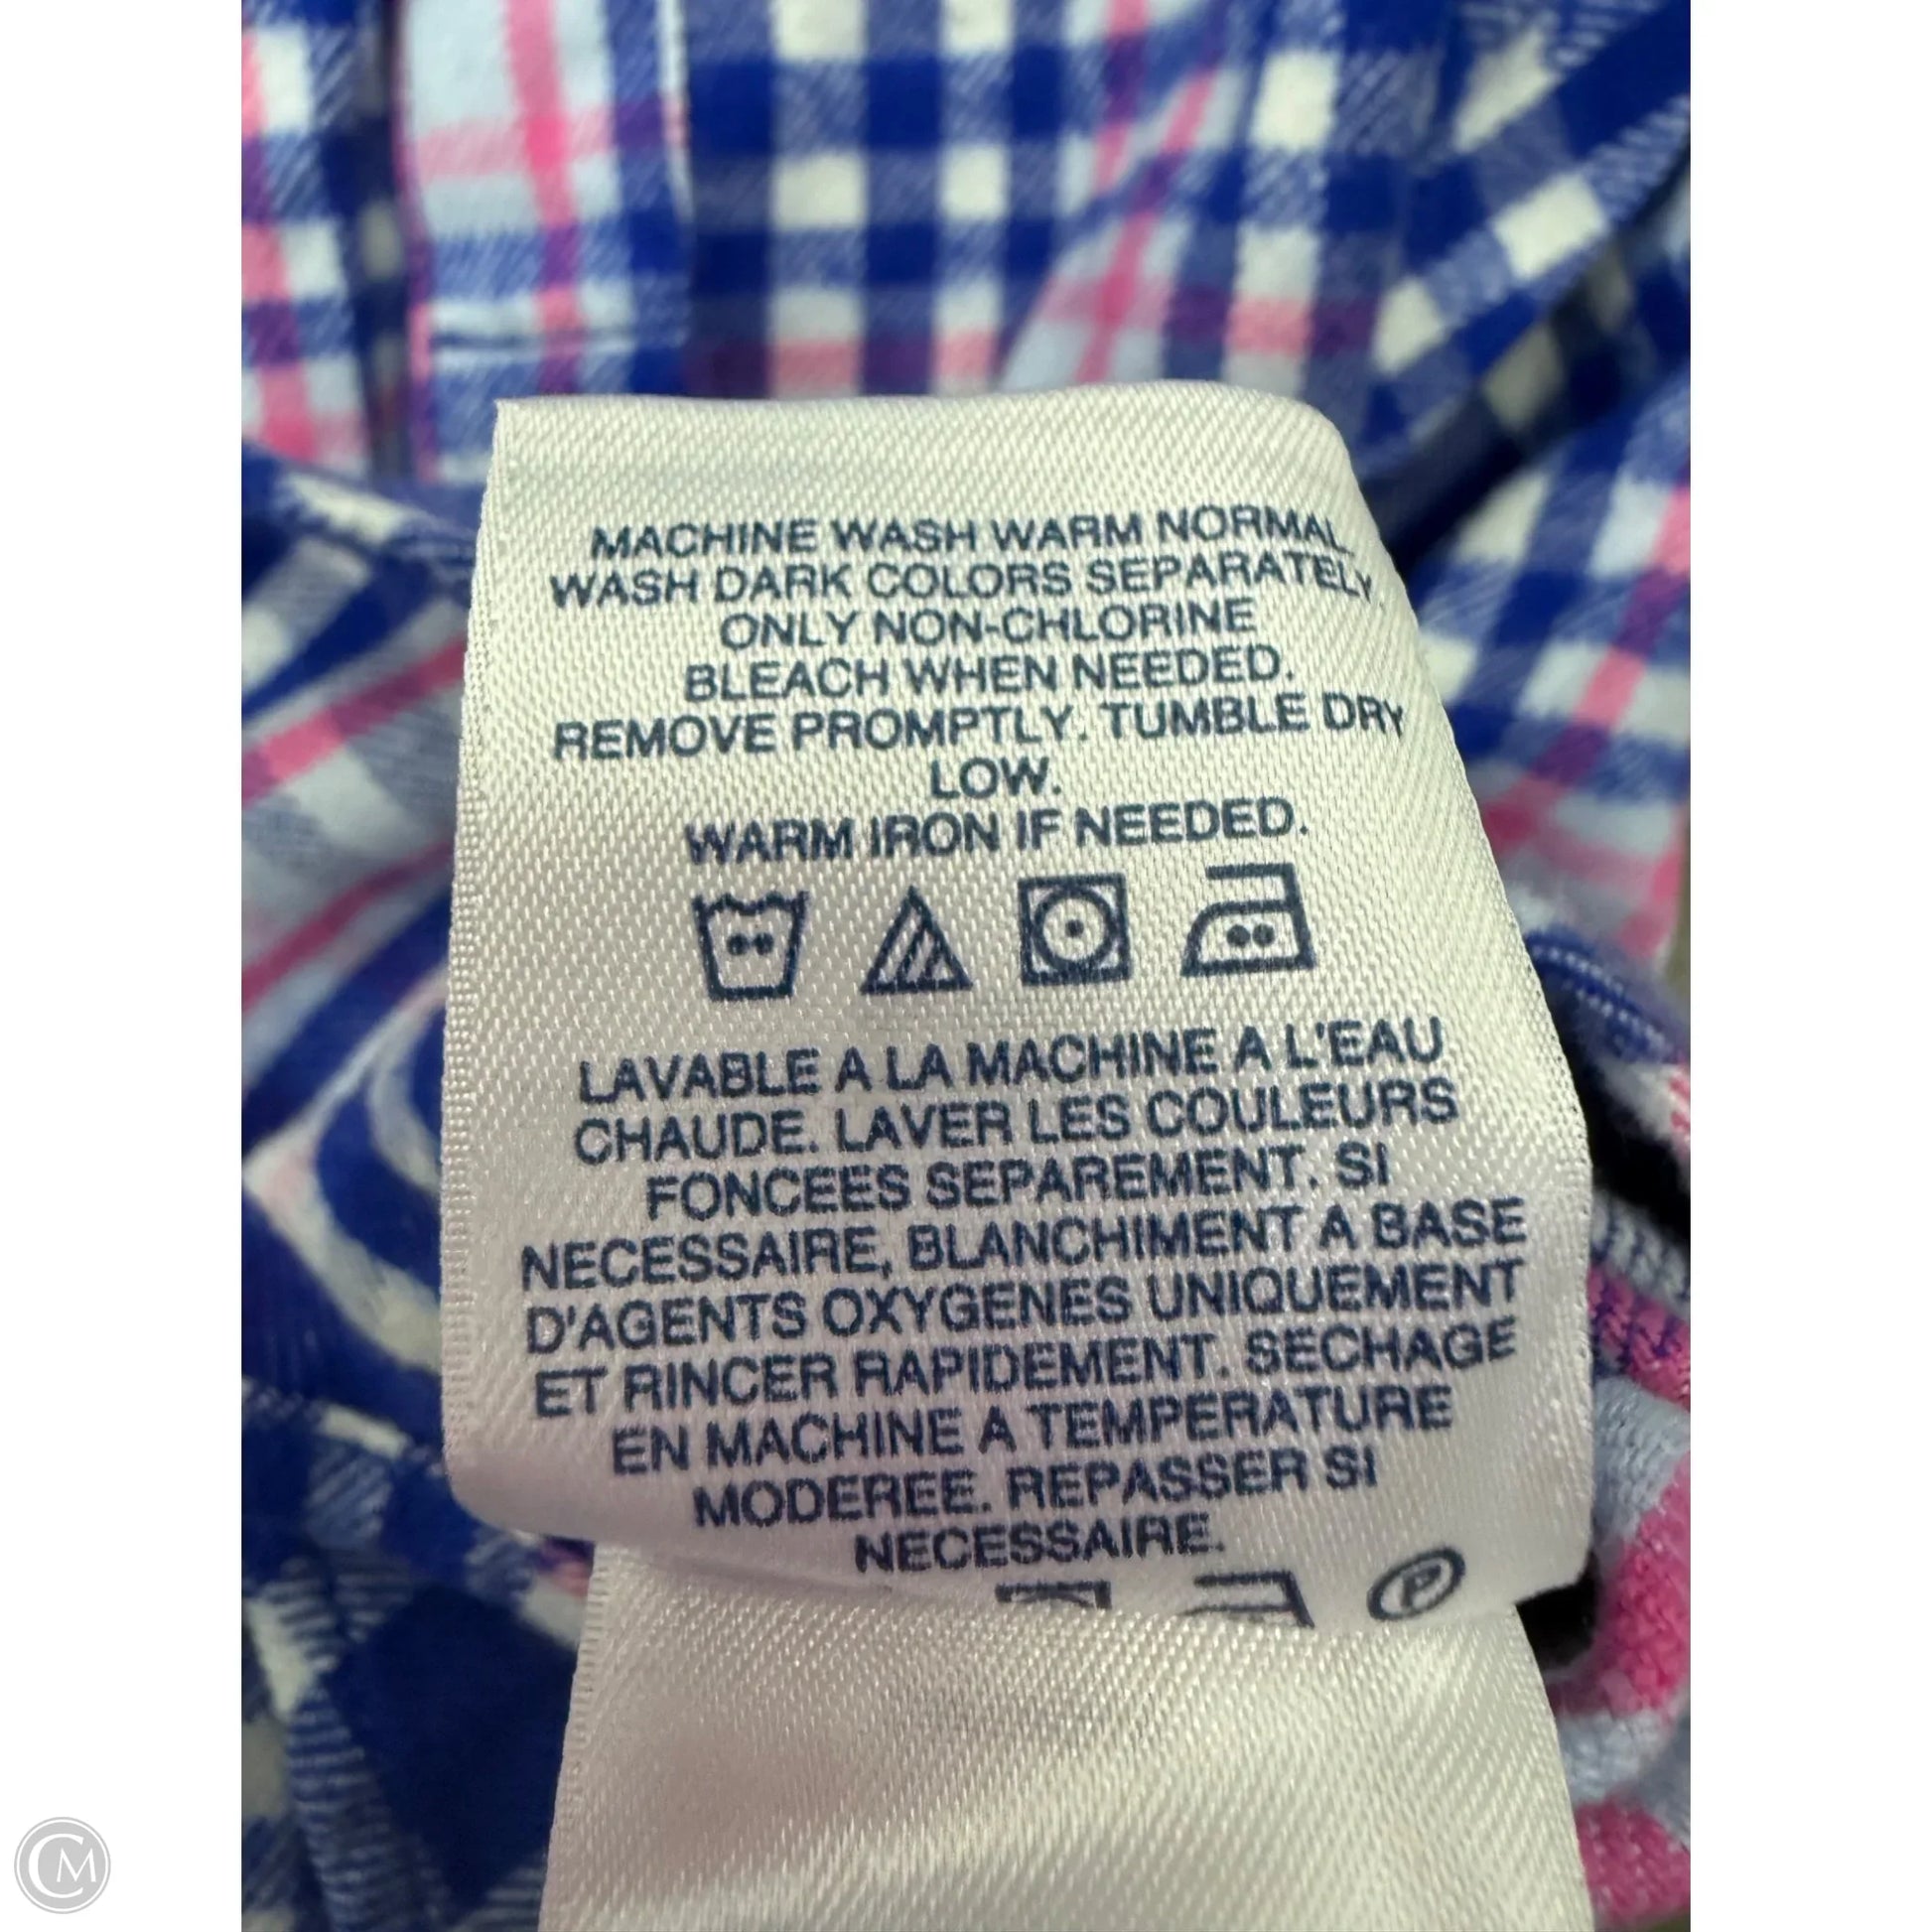 MACHINE WASH WARM NORMAL
WASH DARK COLORS SEPARATELY.
ONLY NON-CHLORINE
BLEACH WHEN NEEDED.
REMOVE PROMPTLY. TUMBLE DRY
LOW.
WARM IRON IF NEEDED.
LAVABLE A LA MACHINE A L'EAU
CHAUDE. LAVER LES COULEURS
FONCEES SEPAREMENT. SI
NECESSAIRE, BLANCHIMENT A BASE
D'AGENTS OXYGENES UNIQUEMENT
ET RINCER RAPIDEMENT. SECHAGE
EN MACHINE A TEMPERATURE
MODEREE. REPASSER SI
NECESSAIRE.
P
CM